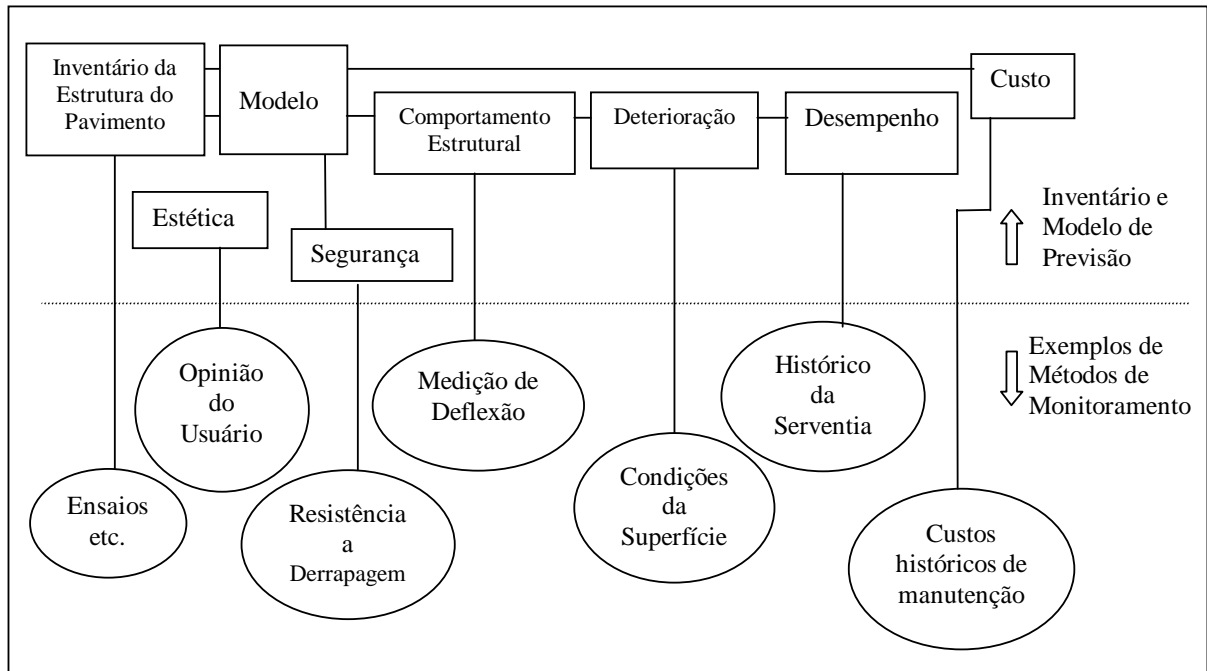 Inventário da
Estrutura do
Pavimento
Modelo
Comportamento
Estrutural
Deterioração
Desempenho
Custo
Estética
Segurança
Inventário e
Modelo de
Previsão
Opinião
do
Usuário
Medição de
Deflexão
Histórico
da
Serventia
Exemplos de
Métodos de
Monitoramento
Ensaios
etc.
Resistência
a
Derrapagem
Condições
da
Superfície
Custos
históricos de
manutenção